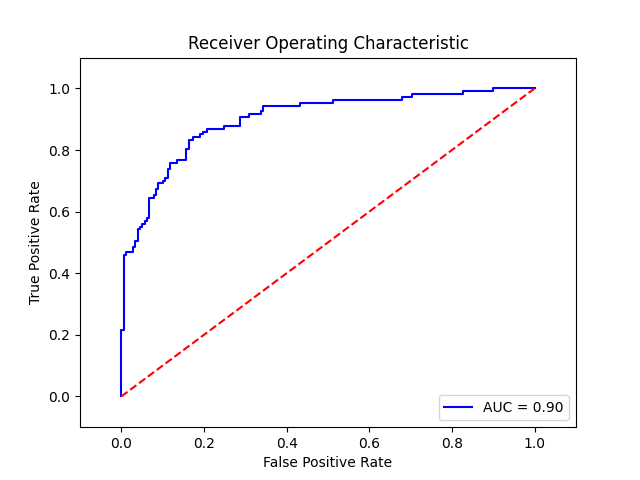 Receiver Operating Characteristic
True Positive Rate
1.0
0.8
0.6
0.4
0.2
0.0
AUC = 0.90
0.0 0.2 0.4 0.6 0.8 1.0
False Positive Rate